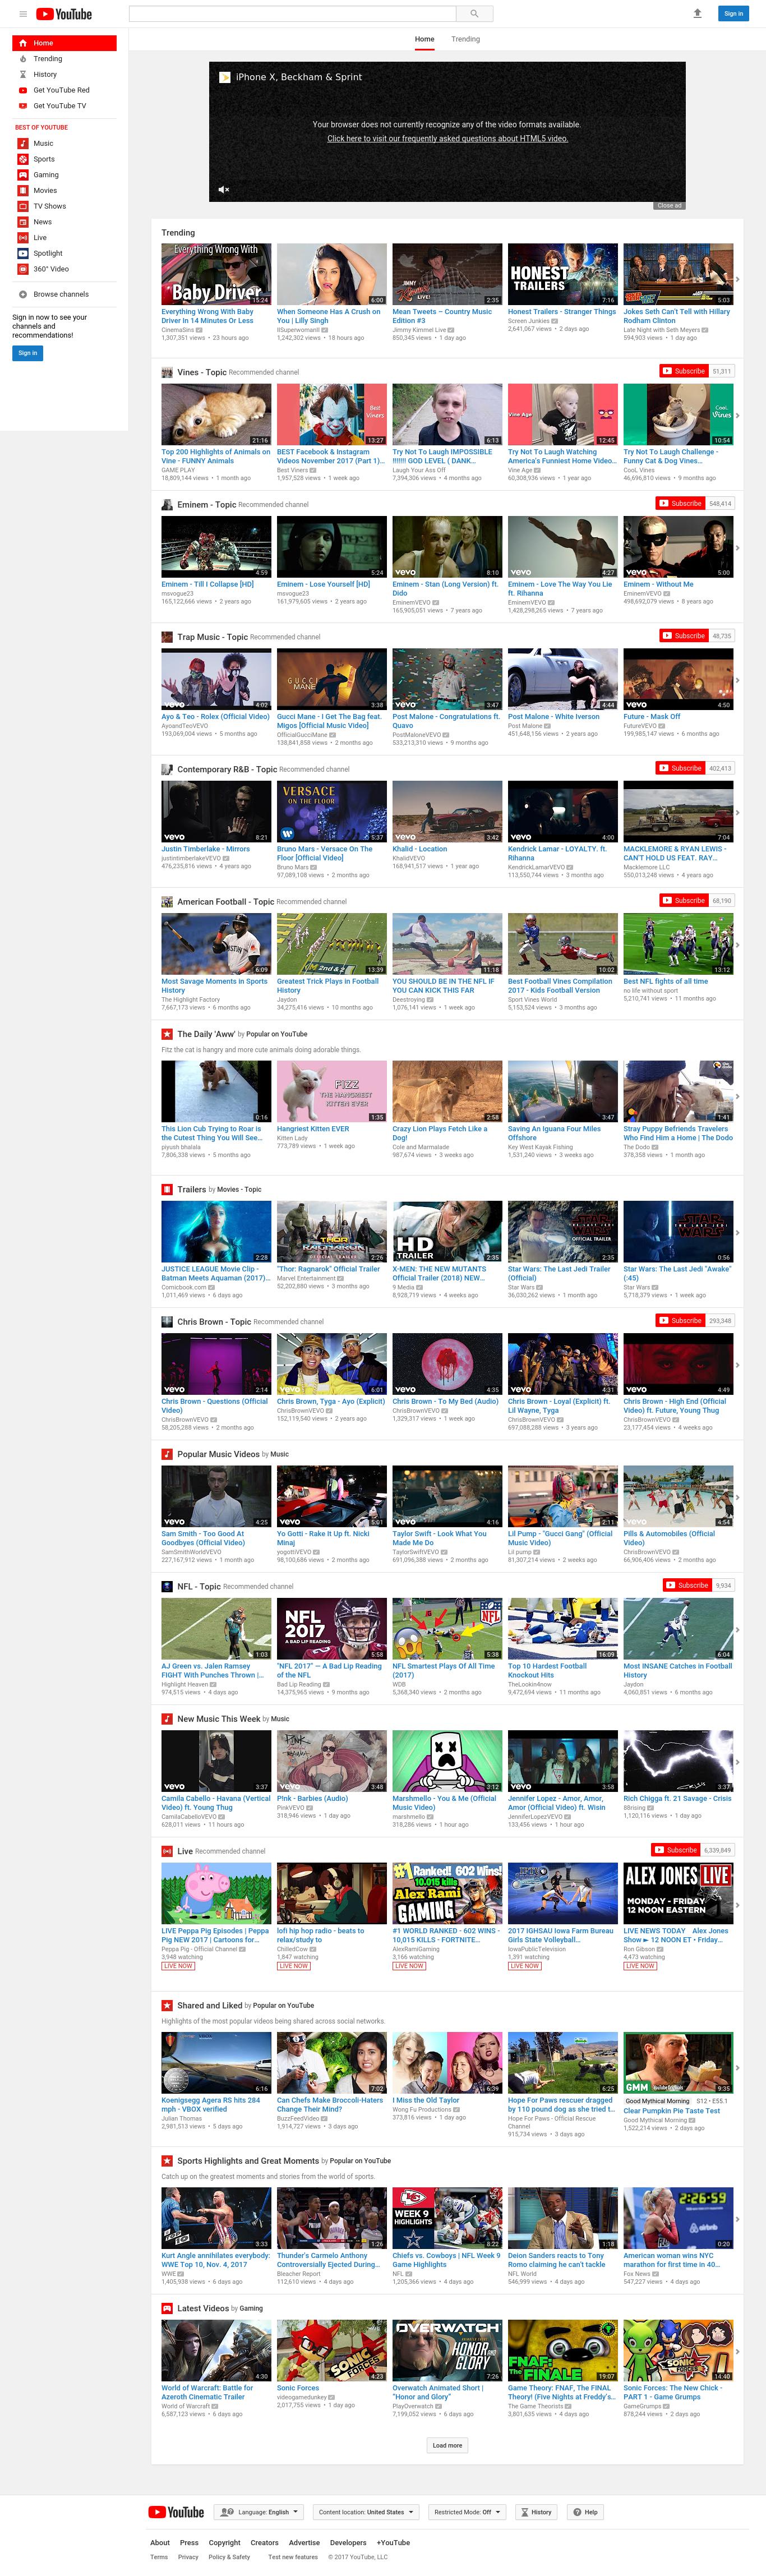 YouTube
Sign in
Home
Trending
Home
Trending
History
Get YouTube Red
Get YouTube TV
BEST OF YOUTUBE
Music
Sports
Gaming
Movies
TV Shows
News
Live
Spotlight
360° Video
Browse channels
Sign in now to see your
channels and
recommendations!
Sign in
iPhone X, Beckham & Sprint
Your browser does not currently recognize any of the video formats available.
Click here to visit our frequently asked questions about HTML5 video.
Close ad
Trending
Everything Wrong With Baby
Driver In 14 Minutes Or Less
CinemaSins
1,307,351 views • 23 hours ago
When Someone Has A Crush on
You | Lilly Singh
IISuperwomanII
1,242,302 views • 18 hours ago
Mean Tweets – Country Music
Edition #3
Jimmy Kimmel Live
850,345 views • 1 day ago
Honest Trailers - Stranger Things
Screen Junkies
2,641,067 views • 2 days ago
Jokes Seth Can't Tell with Hillary
Rodham Clinton
Late Night with Seth Meyers
594,903 views • 1 day ago
Vines - Topic Recommended channel
Subscribe 51,311
Top 200 Highlights of Animals on
Vine - FUNNY Animals
GAME PLAY
18,809,144 views • 1 month ago
BEST Facebook & Instagram
Videos November 2017 (Part 1)...
Best Viners
1,957,528 views • 1 week ago
Try Not To Laugh IMPOSSIBLE
!!!!!!! GOD LEVEL ( DANK...
Laugh Your Ass Off
7,394,306 views • 4 months ago
Try Not To Laugh Watching
America's Funniest Home Video...
Vine Age
60,308,936 views • 1 year ago
Try Not To Laugh Challenge -
Funny Cat & Dog Vines...
CooL Vines
46,696,810 views • 9 months ago
Eminem - Topic Recommended channel
Subscribe 548,414
Eminem - Till I Collapse [HD]
msvogue23
165,122,666 views • 2 years ago
Eminem - Lose Yourself [HD]
msvogue23
161,979,605 views • 2 years ago
Eminem - Stan (Long Version) ft.
Dido
EminemVEVO
165,905,051 views • 7 years ago
Eminem - Love The Way You Lie
ft. Rihanna
EminemVEVO
1,428,298,265 views • 7 years ago
Eminem - Without Me
EminemVEVO
498,692,079 views • 8 years ago
Trap Music - Topic Recommended channel
Subscribe 48,735
Ayo & Teo - Rolex (Official Video)
AyoandTeoVEVO
193,069,004 views • 5 months ago
Gucci Mane - I Get The Bag feat.
Migos [Official Music Video]
OfficialGucciMane
138,841,858 views • 2 months ago
Post Malone - Congratulations ft.
Quavo
PostMaloneVEVO
533,213,310 views • 9 months ago
Post Malone - White Iverson
Post Malone
451,648,156 views • 2 years ago
Future - Mask Off
FutureVEVO
199,985,147 views • 6 months ago
Contemporary R&B - Topic Recommended channel
Subscribe 402,413
Justin Timberlake - Mirrors
justintimberlakeVEVO
476,235,816 views • 4 years ago
Bruno Mars - Versace On The
Floor [Official Video]
Bruno Mars
97,089,108 views • 2 months ago
Khalid - Location
KhalidVEVO
168,941,517 views • 1 year ago
Kendrick Lamar - LOYALTY. ft.
Rihanna
KendrickLamarVEVO
113,550,744 views • 3 months ago
MACKLEMORE & RYAN LEWIS -
CAN'T HOLD US FEAT. RAY...
Macklemore LLC
550,013,248 views • 4 years ago
American Football - Topic Recommended channel
Subscribe 68,190
Most Savage Moments in Sports
History
The Highlight Factory
7,667,173 views • 6 months ago
Greatest Trick Plays in Football
History
Jaydon
34,275,416 views • 10 months ago
YOU SHOULD BE IN THE NFL IF
YOU CAN KICK THIS FAR
Deestroying
1,076,141 views • 1 week ago
Best Football Vines Compilation
2017 - Kids Football Version
Sport Vines World
5,153,524 views • 3 months ago
Best NFL fights of all time
no life without sport
5,210,741 views • 11 months ago
The Daily 'Aww' by Popular on YouTube
Fitz the cat is hangry and more cute animals doing adorable things.
This Lion Cub Trying to Roar is
the Cutest Thing You Will See...
piyush bhalala
7,806,338 views • 5 months ago
Hangriest Kitten EVER
Kitten Lady
773,789 views • 1 week ago
Crazy Lion Plays Fetch Like a
Dog!
Cole and Marmalade
987,674 views • 3 weeks ago
Saving An Iguana Four Miles
Offshore
Key West Kayak Fishing
1,531,240 views • 3 weeks ago
Stray Puppy Befriends Travelers
Who Find Him a Home | The Dodo
The Dodo
378,358 views • 1 month ago
Trailers by Movies - Topic
JUSTICE LEAGUE Movie Clip -
Batman Meets Aquaman (2017)...
Comicbook.com
1,011,469 views • 6 days ago
"Thor: Ragnarok" Official Trailer
Marvel Entertainment
52,202,880 views • 3 months ago
X-MEN: THE NEW MUTANTS
Official Trailer (2018) NEW...
9 Media
8,928,719 views • 4 weeks ago
Star Wars: The Last Jedi Trailer
(Official)
Star Wars
36,030,262 views • 1 month ago
Star Wars: The Last Jedi "Awake"
(:45)
Star Wars
5,718,379 views • 1 week ago
Chris Brown - Topic Recommended channel
Subscribe 293,348
Chris Brown - Questions (Official
Video)
ChrisBrownVEVO
58,205,288 views • 2 months ago
Chris Brown, Tyga - Ayo (Explicit)
ChrisBrownVEVO
152,119,540 views • 2 years ago
Chris Brown - To My Bed (Audio)
ChrisBrownVEVO
1,329,317 views • 1 week ago
Chris Brown - Loyal (Explicit) ft.
Lil Wayne, Tyga
ChrisBrownVEVO
697,088,288 views • 3 years ago
Chris Brown - High End (Official
Video) ft. Future, Young Thug
ChrisBrownVEVO
23,177,454 views • 4 weeks ago
Popular Music Videos by Music
Sam Smith - Too Good At
Goodbyes (Official Video)
SamSmithWorldVEVO
227,167,912 views • 1 month ago
Yo Gotti - Rake It Up ft. Nicki
Minaj
yogottiVEVO
98,100,686 views • 2 months ago
Taylor Swift - Look What You
Made Me Do
TaylorSwiftVEVO
691,096,388 views • 2 months ago
Lil Pump - "Gucci Gang" (Official
Music Video)
Lil pump
81,307,214 views • 2 weeks ago
Pills & Automobiles (Official
Video)
ChrisBrownVEVO
66,906,406 views • 2 months ago
NFL - Topic Recommended channel
Subscribe 9,934
AJ Green vs. Jalen Ramsey
FIGHT With Punches Thrown |...
Highlight Heaven
974,515 views • 4 days ago
"NFL 2017" — A Bad Lip Reading
of the NFL
Bad Lip Reading
14,375,965 views • 9 months ago
NFL Smartest Plays Of All Time
(2017)
WDB
5,368,340 views • 2 months ago
Top 10 Hardest Football
Knockout Hits
TheLookin4now
9,472,694 views • 11 months ago
Most INSANE Catches in Football
History
Jaydon
4,060,851 views • 6 months ago
New Music This Week by Music
Camila Cabello - Havana (Vertical
Video) ft. Young Thug
CamilaCabelloVEVO
628,011 views • 11 hours ago
P!nk - Barbies (Audio)
PinkVEVO
318,946 views • 1 day ago
Marshmello - You & Me (Official
Music Video)
marshmello
318,286 views • 1 hour ago
Jennifer Lopez - Amor, Amor,
Amor (Official Video) ft. Wisin
JenniferLopezVEVO
133,456 views • 1 hour ago
Rich Chigga ft. 21 Savage - Crisis
88rising
1,120,116 views • 1 day ago
Live Recommended channel
Subscribe 6,339,849
LIVE Peppa Pig Episodes | Peppa
Pig NEW 2017 | Cartoons for...
Peppa Pig - Official Channel
3,948 watching
LIVE NOW
lofi hip hop radio - beats to
relax/study to
ChilledCow
1,847 watching
LIVE NOW
#1 WORLD RANKED - 602 WINS -
10,015 KILLS - FORTNITE...
AlexRamiGaming
3,166 watching
LIVE NOW
2017 IGHSAU Iowa Farm Bureau
Girls State Volleyball...
IowaPublicTelevision
1,391 watching
LIVE NOW
LIVE NEWS TODAY Alex Jones
Show ► 12 NOON ET • Friday...
Ron Gibson
4,473 watching
LIVE NOW
Shared and Liked by Popular on YouTube
Highlights of the most popular videos being shared across social networks.
Koenigsegg Agera RS hits 284
mph - VBOX verified
Julian Thomas
2,981,513 views • 5 days ago
Can Chefs Make Broccoli-Haters
Change Their Mind?
BuzzFeedVideo
1,914,727 views • 3 days ago
I Miss the Old Taylor
Wong Fu Productions
373,816 views • 1 day ago
Hope For Paws rescuer dragged
by 110 pound dog as she tried t...
Hope For Paws - Official Rescue
Channel
915,734 views • 3 days ago
Good Mythical Morning S12 • E55.1
Clear Pumpkin Pie Taste Test
Good Mythical Morning
1,522,214 views • 2 days ago
Sports Highlights and Great Moments by Popular on YouTube
Catch up on the greatest moments and stories from the world of sports.
Kurt Angle annihilates everybody:
WWE Top 10, Nov. 4, 2017
WWE
1,405,938 views • 6 days ago
Thunder's Carmelo Anthony
Controversially Ejected During...
Bleacher Report
112,610 views • 4 days ago
Chiefs vs. Cowboys | NFL Week 9
Game Highlights
NFL
1,205,366 views • 4 days ago
Deion Sanders reacts to Tony
Romo claiming he can't tackle
NFL World
546,999 views • 4 days ago
American woman wins NYC
marathon for first time in 40...
Fox News
547,227 views • 4 days ago
Latest Videos by Gaming
World of Warcraft: Battle for
Azeroth Cinematic Trailer
World of Warcraft
6,587,123 views • 6 days ago
Sonic Forces
videogamedunkey
2,017,755 views • 1 day ago
Overwatch Animated Short |
"Honor and Glory"
PlayOverwatch
7,199,052 views • 6 days ago
Game Theory: FNAF, The FINAL
Theory! (Five Nights at Freddy's...
The Game Theorists
3,801,635 views • 4 days ago
Sonic Forces: The New Chick -
PART 1 - Game Grumps
GameGrumps
878,244 views • 2 days ago
Load more
YouTube
Language: English
Content location: United States
Restricted Mode: Off
History
Help
About Press Copyright Creators Advertise Developers +YouTube
Terms Privacy Policy & Safety Test new features © 2017 YouTube, LLC